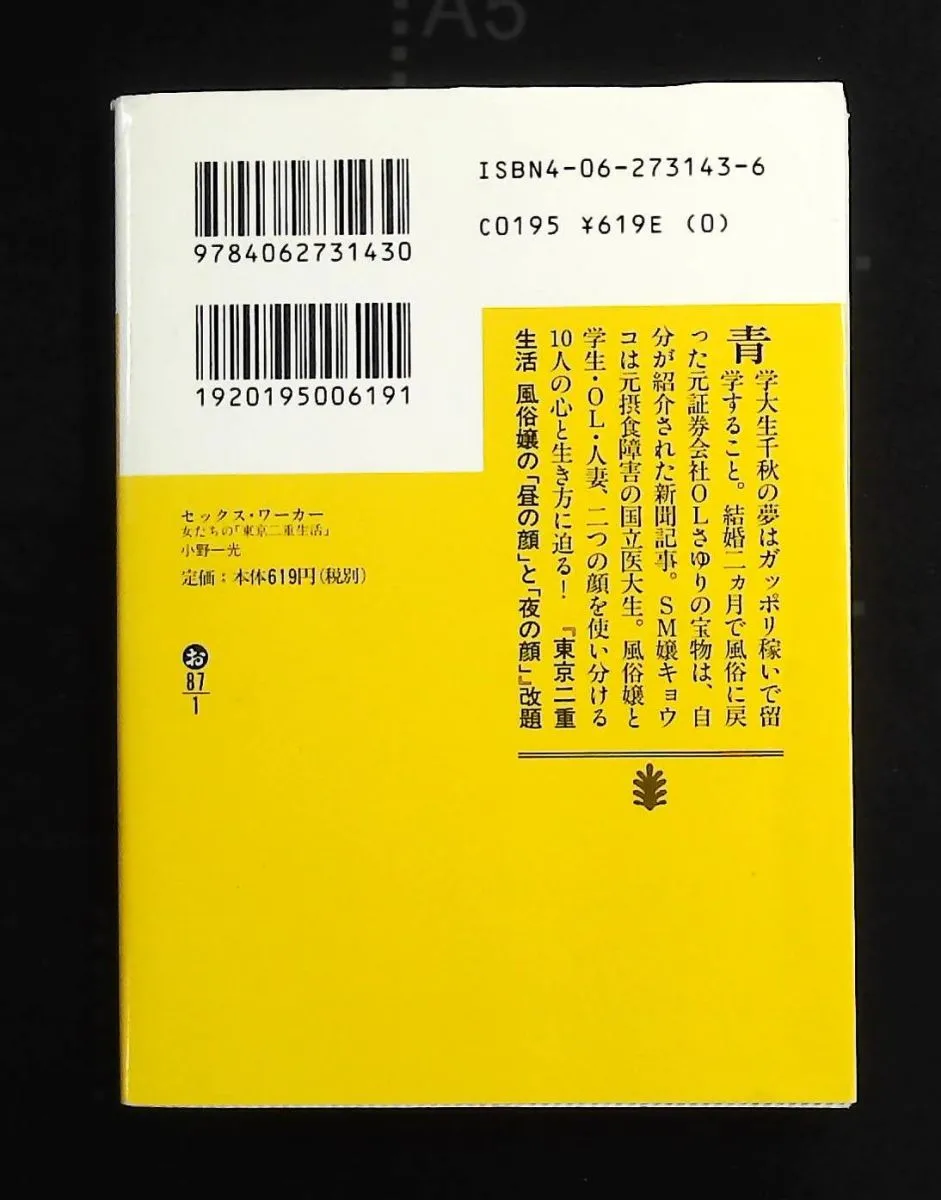 A5
9784062731430
ISBN4-06-273143-6
C0195 ¥619E (0)
1920195006191
青学大生千秋の夢はガッポリ稼いで留
学すること。結婚二ヵ月で風俗に戻
った元証券会社OLさゆりの宝物は、自
分が紹介された新聞記事。SM嬢キョウ
コは元摂食障害の国立医大生。風俗嬢と
学生・OL・人妻、二つの顔を使い分ける
10人の心と生き方に迫る! 『東京二重
生活 風俗嬢の「昼の顔」と「夜の顔」』改題
セックス・ワーカー
女たちの「東京二重生活」
小野一光
定価:本体619円(税別)
お
87
1